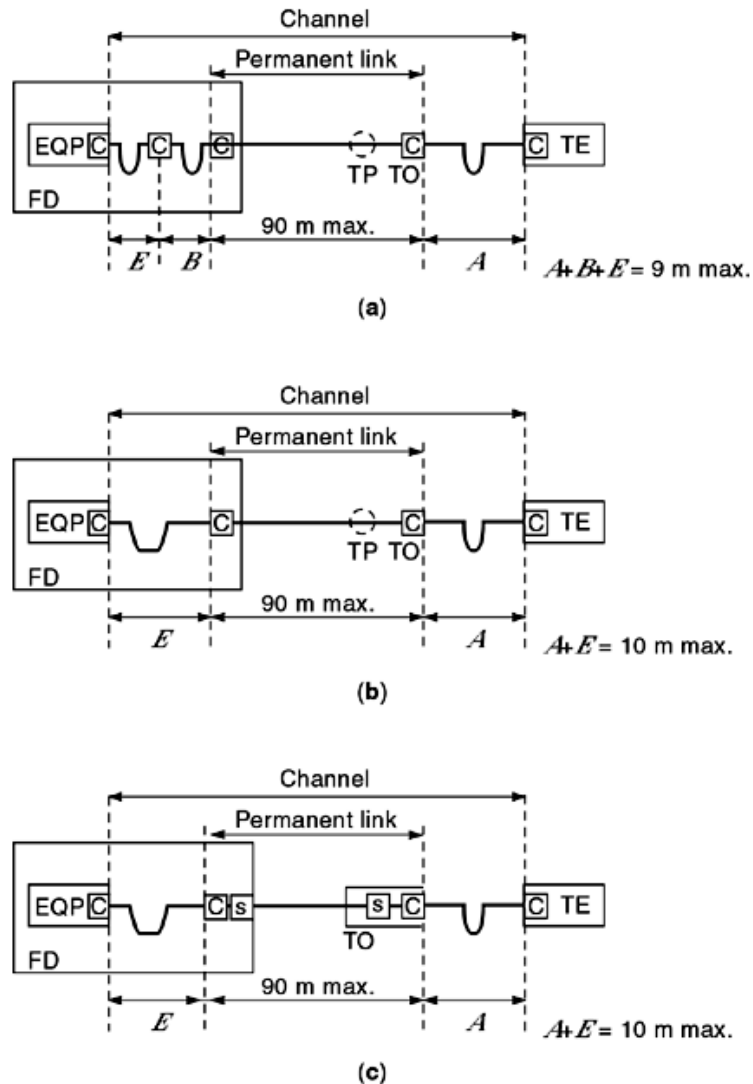 Channel
Permanent link
EQP C C C C C TE
TP TO
FD
90 m max.
E B A A+B+E = 9 m max.
(a)
Channel
Permanent link
EQP C C C C TE
TP TO
FD
90 m max.
E A A+E = 10 m max.
(b)
Channel
Permanent link
EQP C C s s C C TE
TO
FD
90 m max.
E A A+E = 10 m max.
(c)